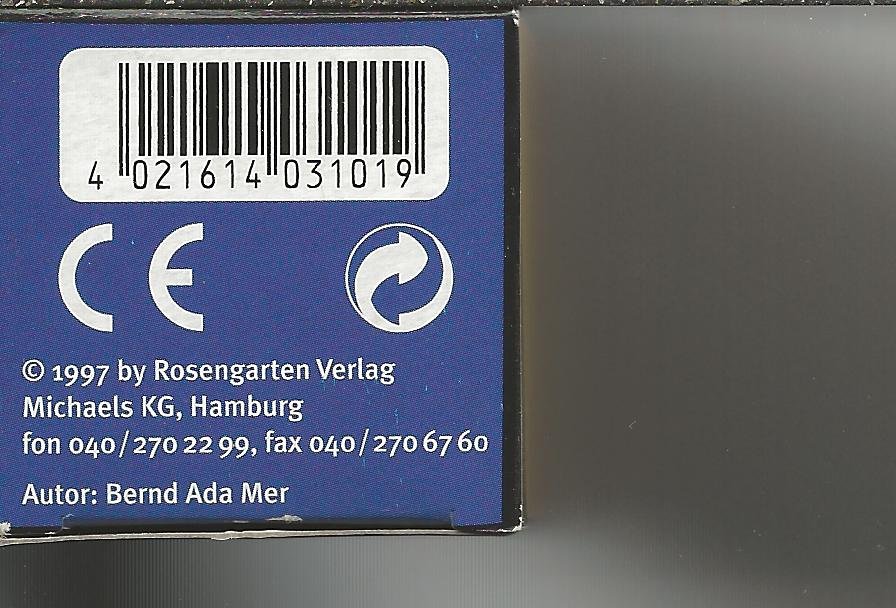 4 021614 031019
CE
© 1997 by Rosengarten Verlag
Michaels KG, Hamburg
fon 040/270 22 99, fax 040/270 67 60
Autor: Bernd Ada Mer